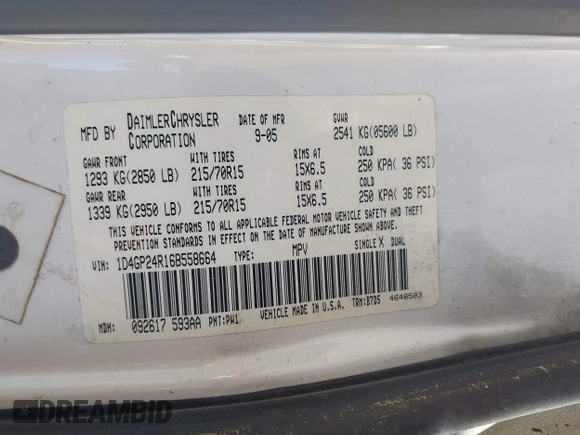 MFD BY DAIMLERCHRYSLER CORPORATION DATE OF MFR 9-05 GVWR 2541 KG(05600 LB)
GAWR FRONT WITH TIRES RIMS AT COLD
1293 KG(2850 LB) 215/70R15 15X6.5 250 KPA( 36 PSI)
GAWR REAR WITH TIRES RIMS AT COLD
1339 KG(2950 LB) 215/70R15 15X6.5 250 KPA( 36 PSI)
THIS VEHICLE CONFORMS TO ALL APPLICABLE FEDERAL MOTOR VEHICLE SAFETY AND THEFT
PREVENTION STANDARDS IN EFFECT ON THE DATE OF MANUFACTURE SHOWN ABOVE.
VIN: 1D4GP24R16B558664 TYPE: MPV SINGLE X DUAL
MDH: 092617 593AA PNT:PW1 VEHICLE MADE IN U.S.A. TRM:B7D5 4648503
DREAMBID